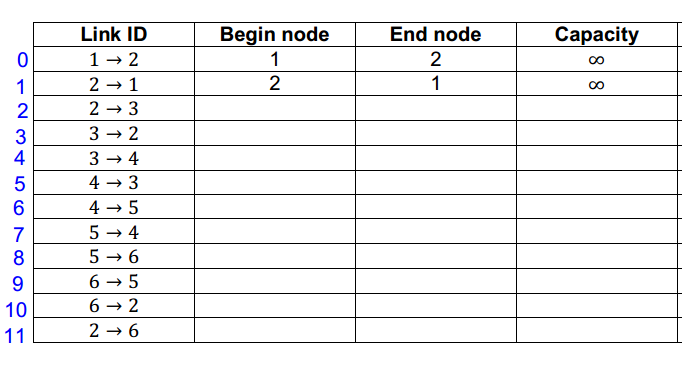 Link ID Begin node End node Capacity
0 1 → 2 1 2 ∞
1 2 → 1 2 1 ∞
2 2 → 3
3 3 → 2
4 3 → 4
5 4 → 3
6 4 → 5
7 5 → 4
8 5 → 6
9 6 → 5
10 6 → 2
11 2 → 6